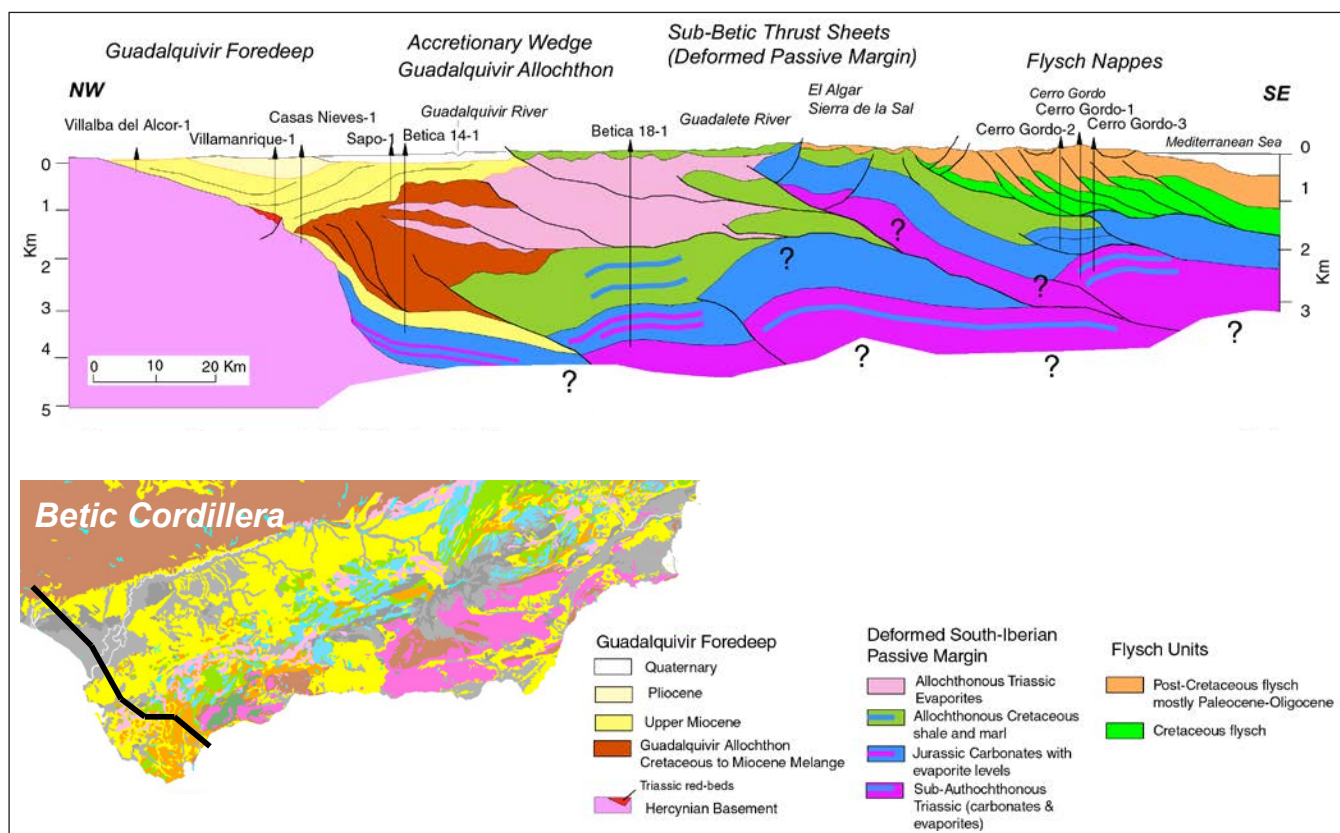 Guadalquivir Foredeep
Accretionary Wedge
Guadalquivir Allochthon
Sub-Betic Thrust Sheets
(Deformed Passive Margin)
Flysch Nappes
NW
SE
Villalba del Alcor-1
Villamanrique-1
Casas Nieves-1
Sapo-1
Guadalquivir River
Betica 14-1
Betica 18-1
Guadalete River
El Algar
Sierra de la Sal
Cerro Gordo
Cerro Gordo-1
Cerro Gordo-2
Cerro Gordo-3
Mediterranean Sea
0
1
2
3
4
5
Km
0
1
2
3
Km
?
?
?
?
?
?
?
0 10 20 Km
Betic Cordillera
Guadalquivir Foredeep
Quaternary
Pliocene
Upper Miocene
Guadalquivir Allochthon
Cretaceous to Miocene Melange
Triassic red-beds
Hercynian Basement
Deformed South-Iberian
Passive Margin
Allochthonous Triassic
Evaporites
Allochthonous Cretaceous
shale and marl
Jurassic Carbonates with
evaporite levels
Sub-Authochthonous
Triassic (carbonates &
evaporites)
Flysch Units
Post-Cretaceous flysch
mostly Paleocene-Oligocene
Cretaceous flysch